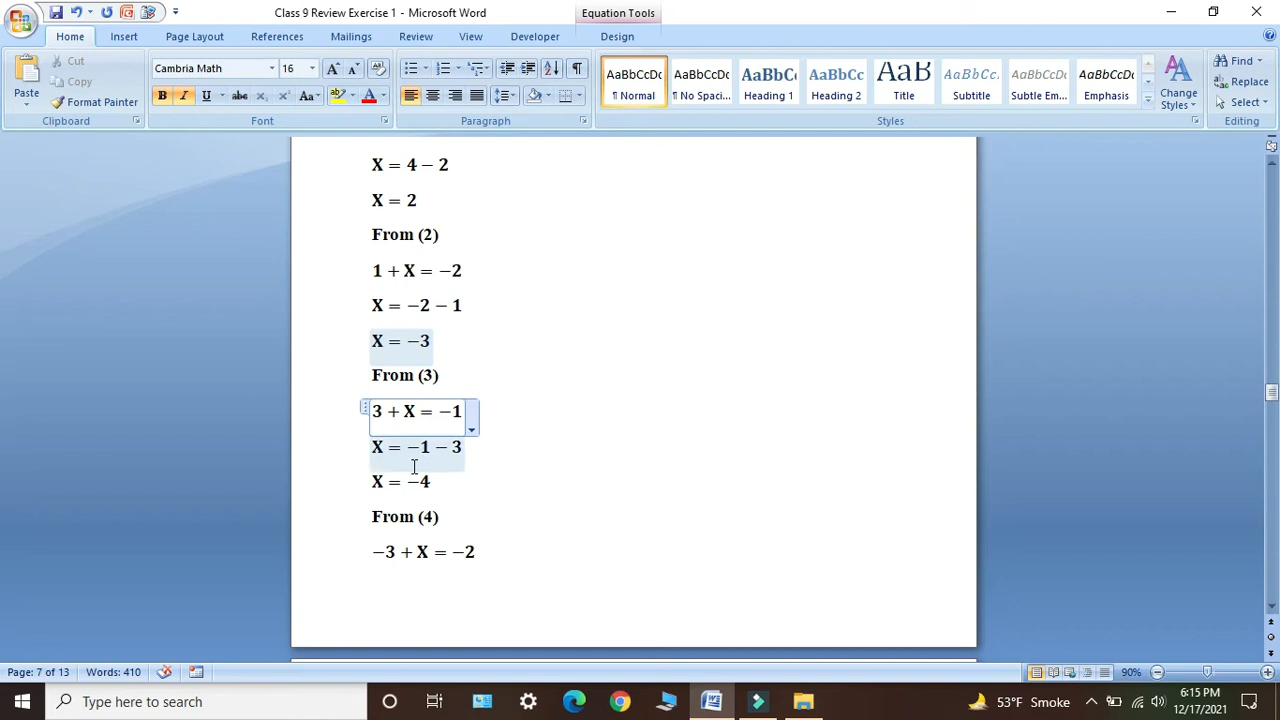 Class 9 Review Exercise 1 - Microsoft Word
Equation Tools
Home Insert Page Layout References Mailings Review View Developer Design
Paste
Cut
Copy
Format Painter
Clipboard
Cambria Math 16
B I U abc x₂ x² Aa
Font
Paragraph
AaBbCcDc AaBbCcDc AaBbC AaBbCc AaB AaBbCc. AaBbCcDc AaBbCcDc
¶ Normal ¶ No Spaci... Heading 1 Heading 2 Title Subtitle Subtle Em... Emphasis
Change Styles
Styles
Find
Replace
Select
Editing
X = 4 − 2
X = 2
From (2)
1 + X = −2
X = −2 − 1
X = −3
From (3)
3 + X = −1
X = −1 − 3
X = −4
From (4)
−3 + X = −2
Page: 7 of 13 Words: 410 90%
Type here to search
53°F Smoke
6:15 PM
12/17/2021